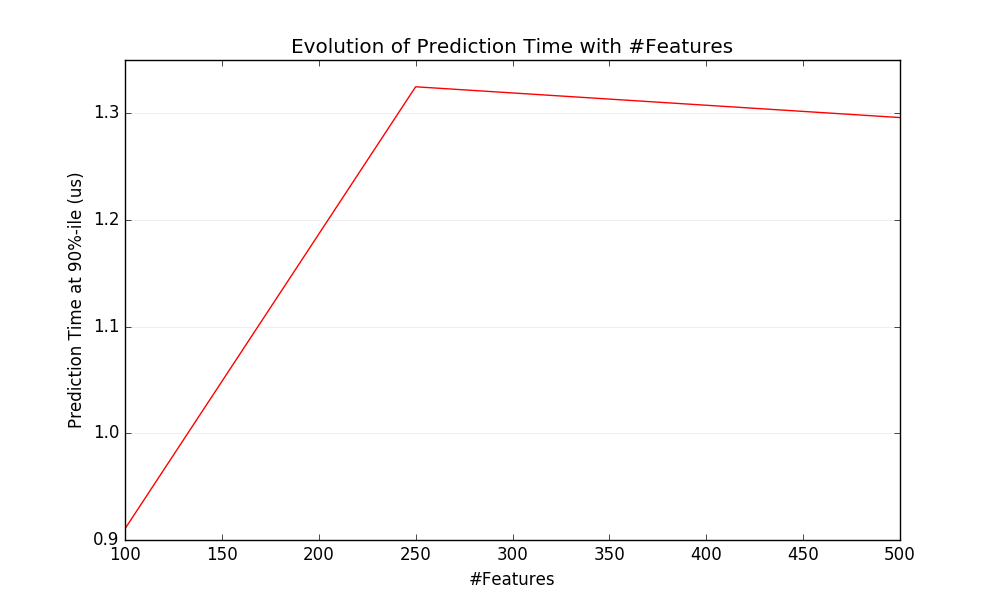 Evolution of Prediction Time with #Features
Prediction Time at 90%-ile (us)
1.3
1.2
1.1
1.0
0.9
100 150 200 250 300 350 400 450 500
#Features